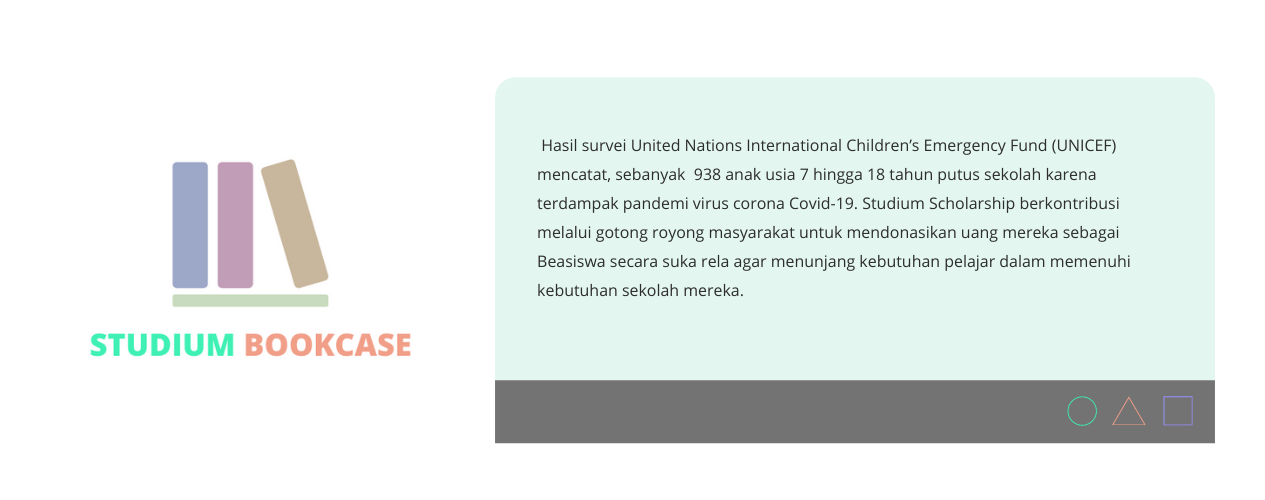 STUDIUM BOOKCASE
Hasil survei United Nations International Children’s Emergency Fund (UNICEF)
mencatat, sebanyak  938 anak usia 7 hingga 18 tahun putus sekolah karena
terdampak pandemi virus corona Covid-19. Studium Scholarship berkontribusi
melalui gotong royong masyarakat untuk mendonasikan uang mereka sebagai
Beasiswa secara suka rela agar menunjang kebutuhan pelajar dalam memenuhi
kebutuhan sekolah mereka.